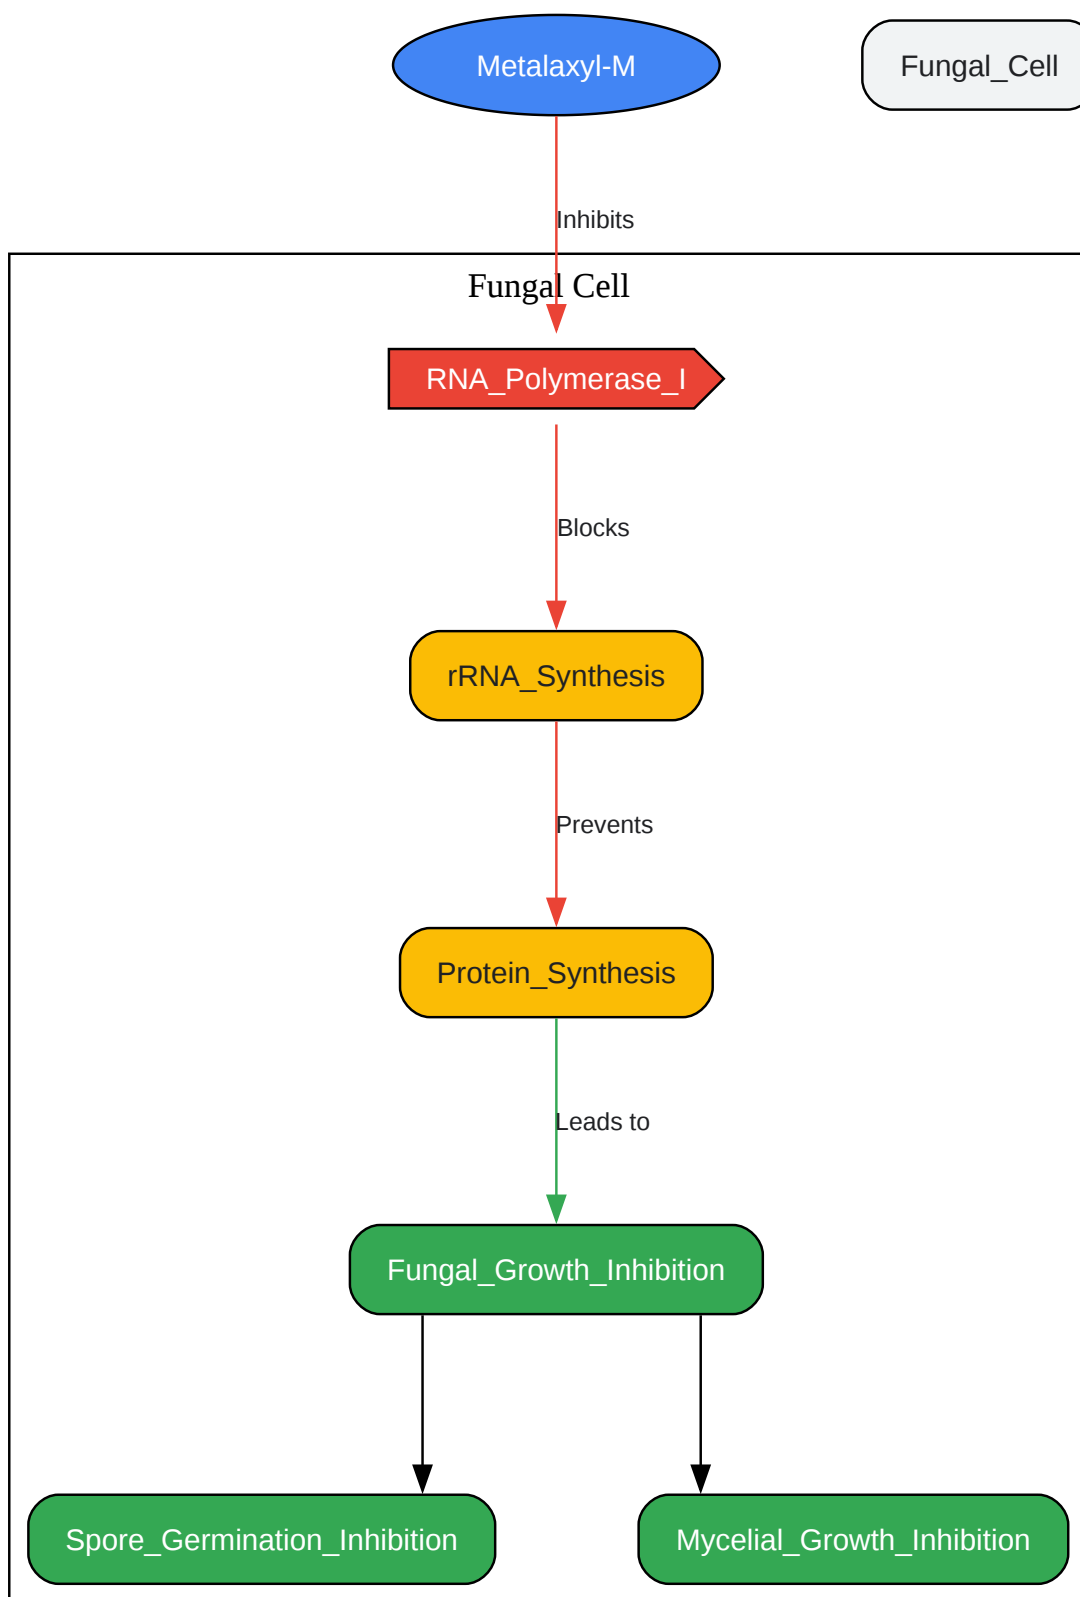 Metalaxyl-M
Fungal_Cell
Inhibits
Fungal Cell
RNA_Polymerase_I
Blocks
rRNA_Synthesis
Prevents
Protein_Synthesis
Leads to
Fungal_Growth_Inhibition
Spore_Germination_Inhibition
Mycelial_Growth_Inhibition